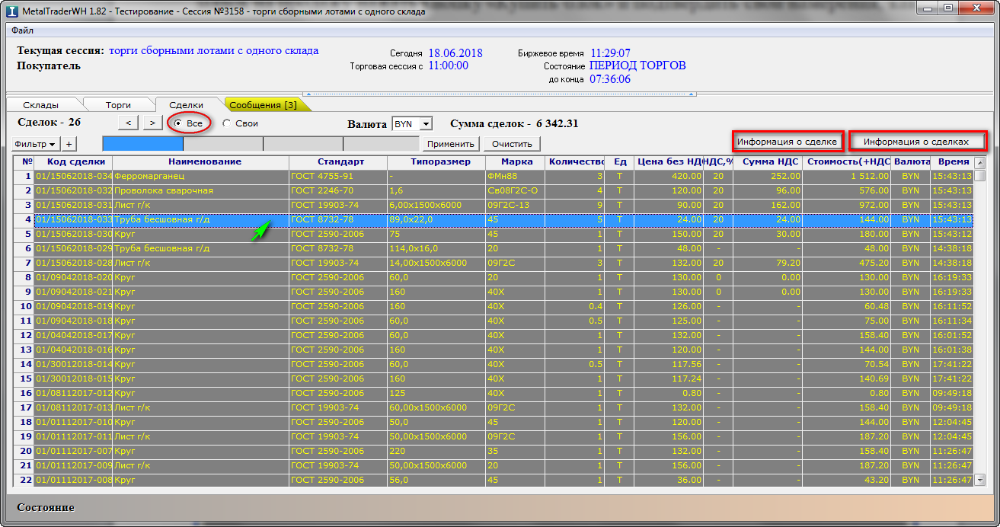 MetalTraderWH 1.82 - Тестирование - Сессия №3158 - торги сборными лотами с одного склада
Файл
Текущая сессия: торги сборными лотами с одного склада
Покупатель
Сегодня 18.06.2018
Торговая сессия с 11:00:00
Биржевое время 11:29:07
Состояние ПЕРИОД ТОРГОВ
до конца 07:36:06
Склады Торги Сделки Сообщения [3]
Сделок - 26 < > Все Свои Валюта BYN Сумма сделок - 6 342.31
Фильтр + Применить Очистить Информация о сделке Информация о сделках
№ Код сделки Наименование Стандарт Типоразмер Марка Количество Ед Цена без НДС НДС,% Сумма НДС Стоимость(+НДС Валюта Время
1 01/15062018-034 Ферромарганец ГОСТ 4755-91 - ФМн88 3 Т 420.00 20 252.00 1 512.00 BYN 15:43:13
2 01/15062018-032 Проволока сварочная ГОСТ 2246-70 1,6 Св08Г2С-О 4 Т 120.00 20 96.00 576.00 BYN 15:43:13
3 01/15062018-031 Лист г/к ГОСТ 19903-74 6,00х1500х6000 09Г2С-13 9 Т 90.00 20 162.00 972.00 BYN 15:43:13
4 01/15062018-033 Труба бесшовная г/д ГОСТ 8732-78 89,0х22,0 45 5 Т 24.00 20 24.00 144.00 BYN 15:43:13
5 01/15062018-030 Круг ГОСТ 2590-2006 75 45 1 Т 150.00 20 30.00 180.00 BYN 15:43:12
6 01/15062018-029 Труба бесшовная г/д ГОСТ 8732-78 114,0х16,0 20 1 Т 48.00 - - 48.00 BYN 14:38:18
7 01/15062018-028 Лист г/к ГОСТ 19903-74 14,00х1500х6000 09Г2С 3 Т 132.00 20 79.20 475.20 BYN 14:38:18
8 01/09042018-020 Круг ГОСТ 2590-2006 60,0 20 1 Т 130.00 0 0.00 130.00 BYN 16:19:33
9 01/09042018-021 Круг ГОСТ 2590-2006 160 40Х 1 Т 130.00 0 0.00 130.00 BYN 16:19:33
10 01/09042018-019 Круг ГОСТ 2590-2006 160 40Х 0.4 Т 126.00 - - 60.48 BYN 16:11:52
11 01/09042018-018 Круг ГОСТ 2590-2006 60,0 40Х 0.5 Т 125.00 - - 75.00 BYN 16:11:34
12 01/04042018-017 Круг ГОСТ 2590-2006 60,0 40Х 1 Т 132.00 - - 158.40 BYN 16:01:52
13 01/04042018-016 Круг ГОСТ 2590-2006 160 40Х 1 Т 120.00 - - 144.00 BYN 16:01:38
14 01/30012018-014 Круг ГОСТ 2590-2006 60,0 40Х 0.5 Т 117.56 - - 70.54 BYN 17:41:22
15 01/30012018-015 Круг ГОСТ 2590-2006 160 40Х 1 Т 117.24 - - 140.69 BYN 17:41:22
16 01/08112017-012 Круг ГОСТ 2590-2006 125 40Х 1 Т 0.80 - - 0.80 BYN 09:49:18
17 01/08112017-013 Лист г/к ГОСТ 19903-74 60,00х1500х6000 09Г2С 1 Т 132.00 - - 158.40 BYN 09:49:18
18 01/01112017-010 Круг ГОСТ 2590-2006 50,0 45 1 Т 120.00 - - 144.00 BYN 12:04:45
19 01/01112017-011 Лист г/к ГОСТ 19903-74 50,00х1500х6000 09Г2С 1 Т 156.00 - - 187.20 BYN 12:04:45
20 01/01112017-007 Круг ГОСТ 2590-2006 220 35 1 Т 132.00 - - 158.40 BYN 11:26:47
21 01/01112017-009 Лист г/к ГОСТ 19903-74 50,00х1500х6000 20 1 Т 156.00 - - 187.20 BYN 11:26:47
22 01/01112017-008 Круг ГОСТ 2590-2006 56,0 45 1 Т 36.00 - - 43.20 BYN 11:26:47
Состояние